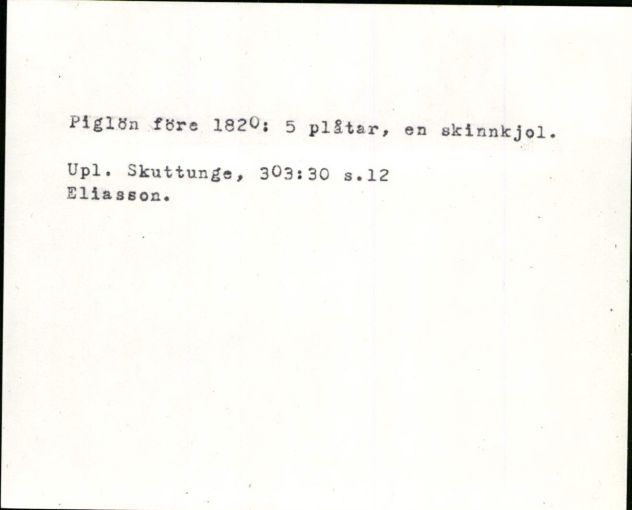 Piglön före 1820: 5 plåtar, en skinnkjol.
Upl. Skuttunge, 303:30 s.12
Eliasson.